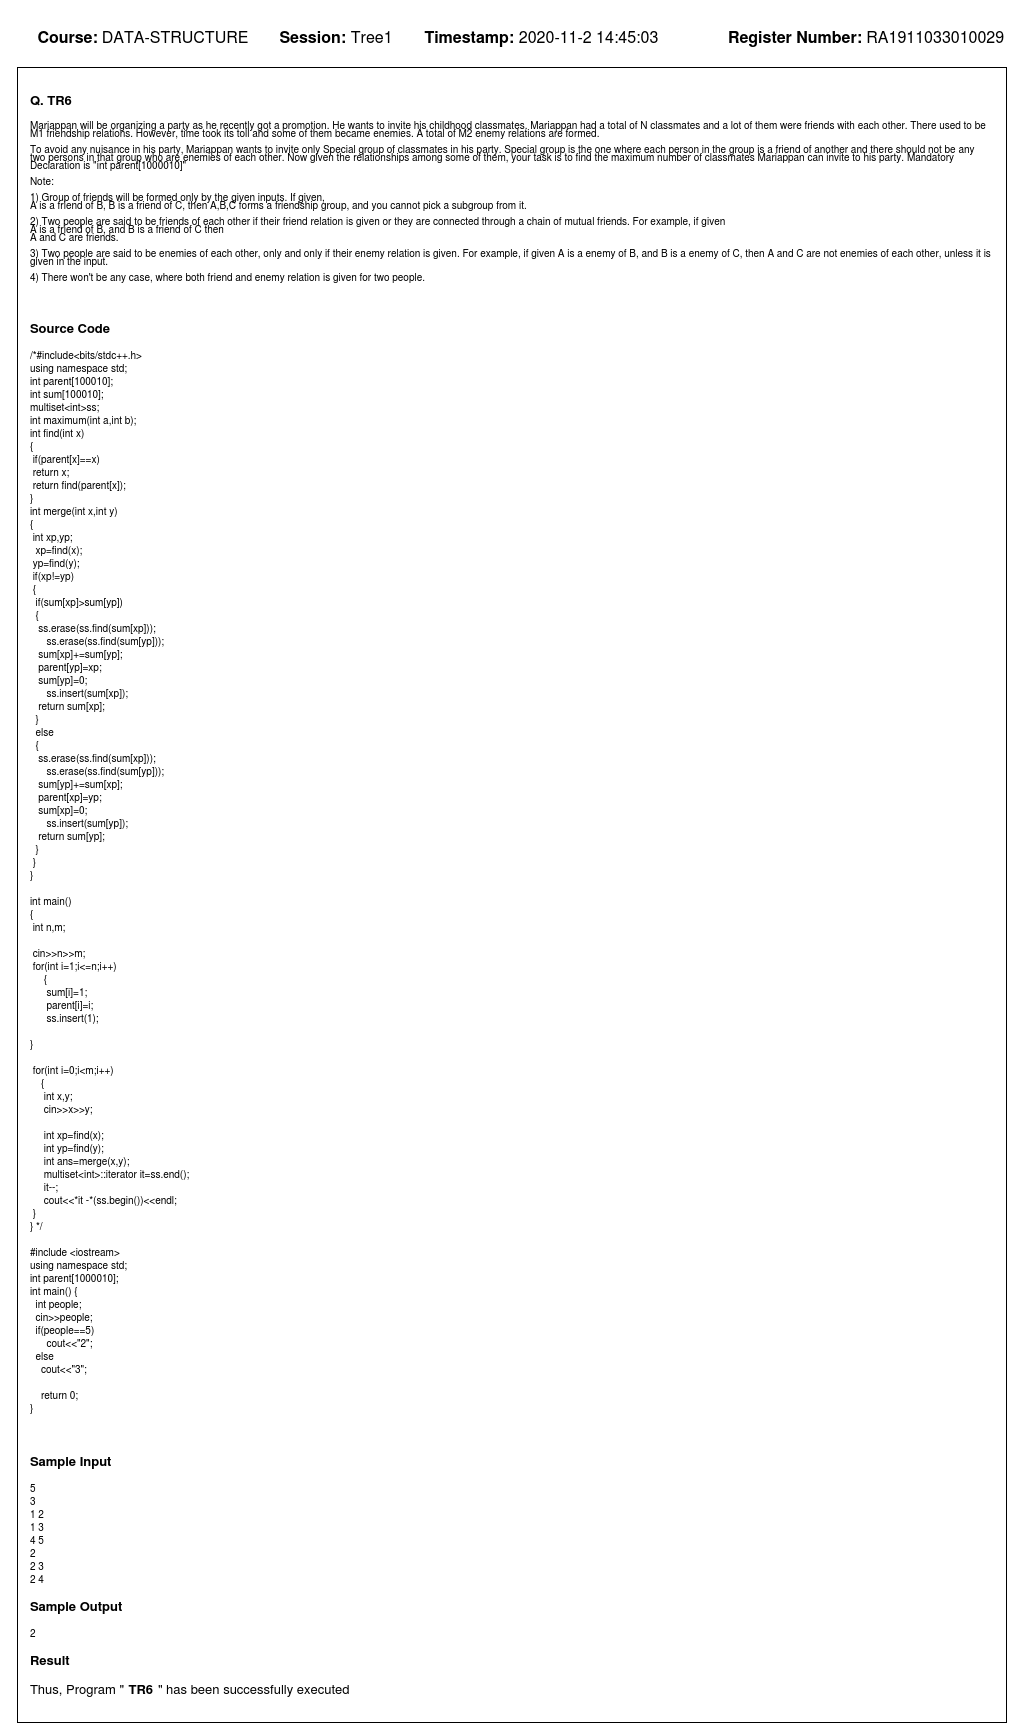 Course: DATA-STRUCTURE Session: Tree1 Timestamp: 2020-11-2 14:45:03 Register Number: RA1911033010029
Q. TR6
Mariappan will be organizing a party as he recently got a promotion. He wants to invite his childhood classmates. Mariappan had a total of N classmates and a lot of them were friends with each other. There used to be
M1 friendship relations. However, time took its toll and some of them became enemies. A total of M2 enemy relations are formed.
To avoid any nuisance in his party, Mariappan wants to invite only Special group of classmates in his party. Special group is the one where each person in the group is a friend of another and there should not be any
two persons in that group who are enemies of each other. Now given the relationships among some of them, your task is to find the maximum number of classmates Mariappan can invite to his party. Mandatory
Declaration is "int parent[1000010]"
Note:
1) Group of friends will be formed only by the given inputs. If given,
A is a friend of B, B is a friend of C, then A,B,C forms a friendship group, and you cannot pick a subgroup from it.
2) Two people are said to be friends of each other if their friend relation is given or they are connected through a chain of mutual friends. For example, if given
A is a friend of B, and B is a friend of C then
A and C are friends.
3) Two people are said to be enemies of each other, only and only if their enemy relation is given. For example, if given A is a enemy of B, and B is a enemy of C, then A and C are not enemies of each other, unless it is
given in the input.
4) There won't be any case, where both friend and enemy relation is given for two people.
Source Code
/*#include<bits/stdc++.h>
using namespace std;
int parent[100010];
int sum[100010];
multiset<int>ss;
int maximum(int a,int b);
int find(int x)
{
if(parent[x]==x)
return x;
return find(parent[x]);
}
int merge(int x,int y)
{
int xp,yp;
xp=find(x);
yp=find(y);
if(xp!=yp)
{
if(sum[xp]>sum[yp])
{
ss.erase(ss.find(sum[xp]));
ss.erase(ss.find(sum[yp]));
sum[xp]+=sum[yp];
parent[yp]=xp;
sum[yp]=0;
ss.insert(sum[xp]);
return sum[xp];
}
else
{
ss.erase(ss.find(sum[xp]));
ss.erase(ss.find(sum[yp]));
sum[yp]+=sum[xp];
parent[xp]=yp;
sum[xp]=0;
ss.insert(sum[yp]);
return sum[yp];
}
}
}
int main()
{
int n,m;
cin>>n>>m;
for(int i=1;i<=n;i++)
{
sum[i]=1;
parent[i]=i;
ss.insert(1);
}
for(int i=0;i<m;i++)
{
int x,y;
cin>>x>>y;
int xp=find(x);
int yp=find(y);
int ans=merge(x,y);
multiset<int>::iterator it=ss.end();
it--;
cout<<*it -*(ss.begin())<<endl;
}
} */
#include <iostream>
using namespace std;
int parent[1000010];
int main() {
int people;
cin>>people;
if(people==5)
cout<<"2";
else
cout<<"3";
return 0;
}
Sample Input
5
3
1 2
1 3
4 5
2
2 3
2 4
Sample Output
2
Result
Thus, Program " TR6 " has been successfully executed